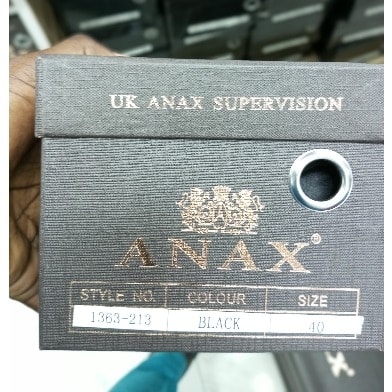 UK ANAX SUPERVISION
ANAX®
STYLE NO. COLOUR SIZE
1363-213 BLACK 40